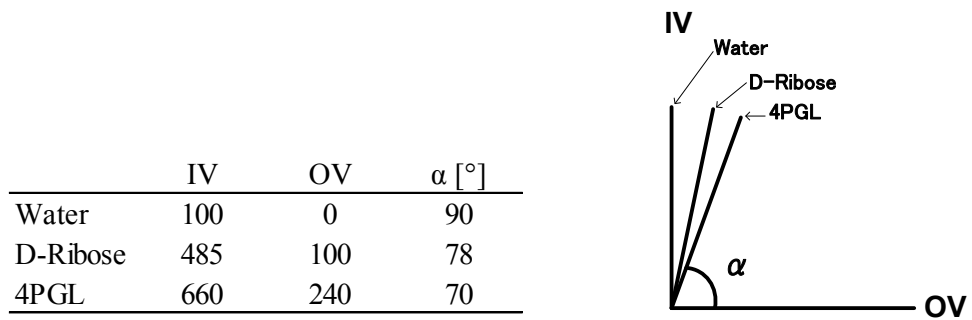 IV OV α [°]
Water 100 0 90
D-Ribose 485 100 78
4PGL 660 240 70
IV
Water
D-Ribose
4PGL
α
OV